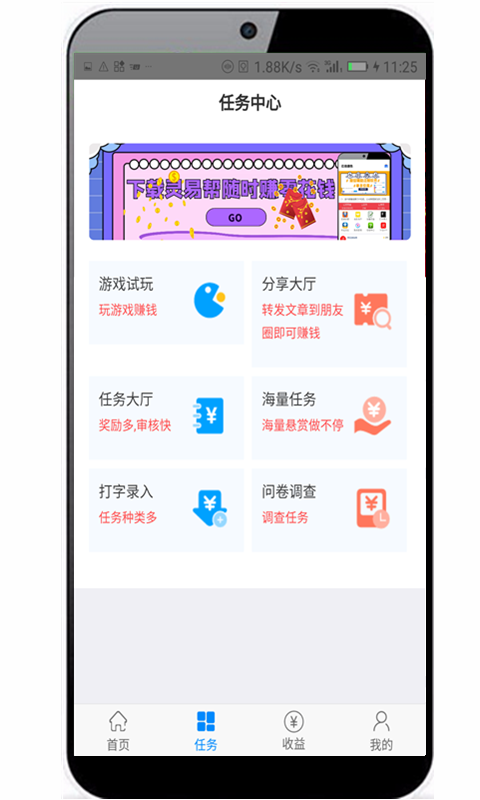 1.88K/s
11:25
任务中心
下载灵易帮随时赚零花钱
GO
游戏试玩
玩游戏赚钱
分享大厅
转发文章到朋友
圈即可赚钱
任务大厅
奖励多,审核快
海量任务
海量悬赏做不停
打字录入
任务种类多
问卷调查
调查任务
首页
任务
收益
我的